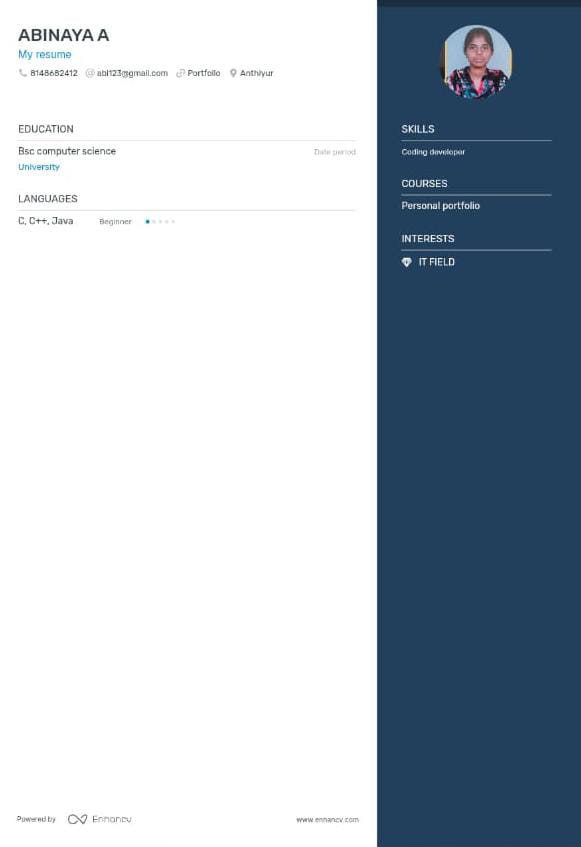 ABINAYA A
My resume
8148682412 abi123@gmail.com Portfolio Anthiyur
EDUCATION
Bsc computer science Date period
University
LANGUAGES
C, C++, Java Beginner
SKILLS
Coding developer
COURSES
Personal portfolio
INTERESTS
IT FIELD
Powered by Enhancv www.enhancv.com